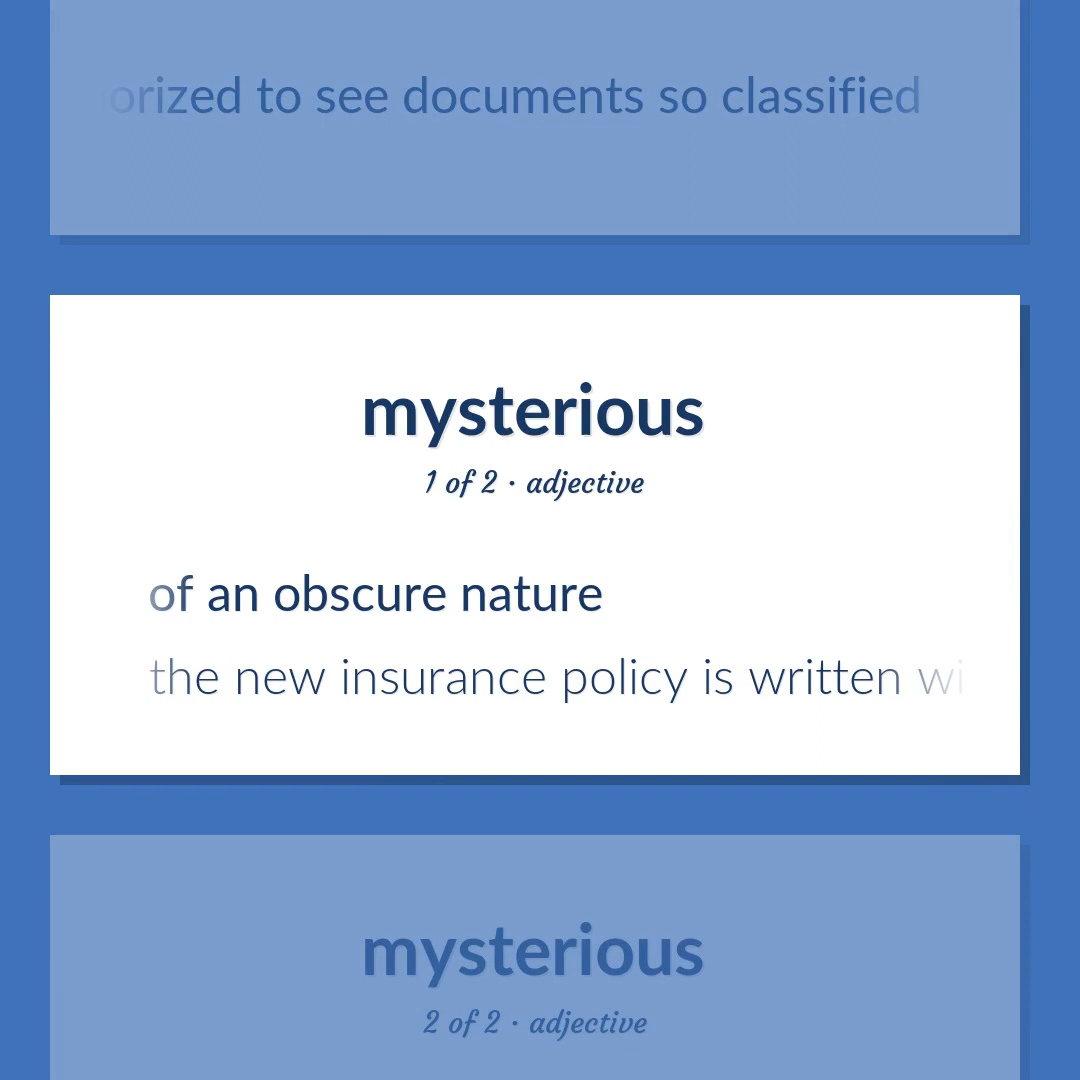 orized to see documents so classified
mysterious
1 of 2 · adjective
of an obscure nature
the new insurance policy is written wi
mysterious
2 of 2 · adjective